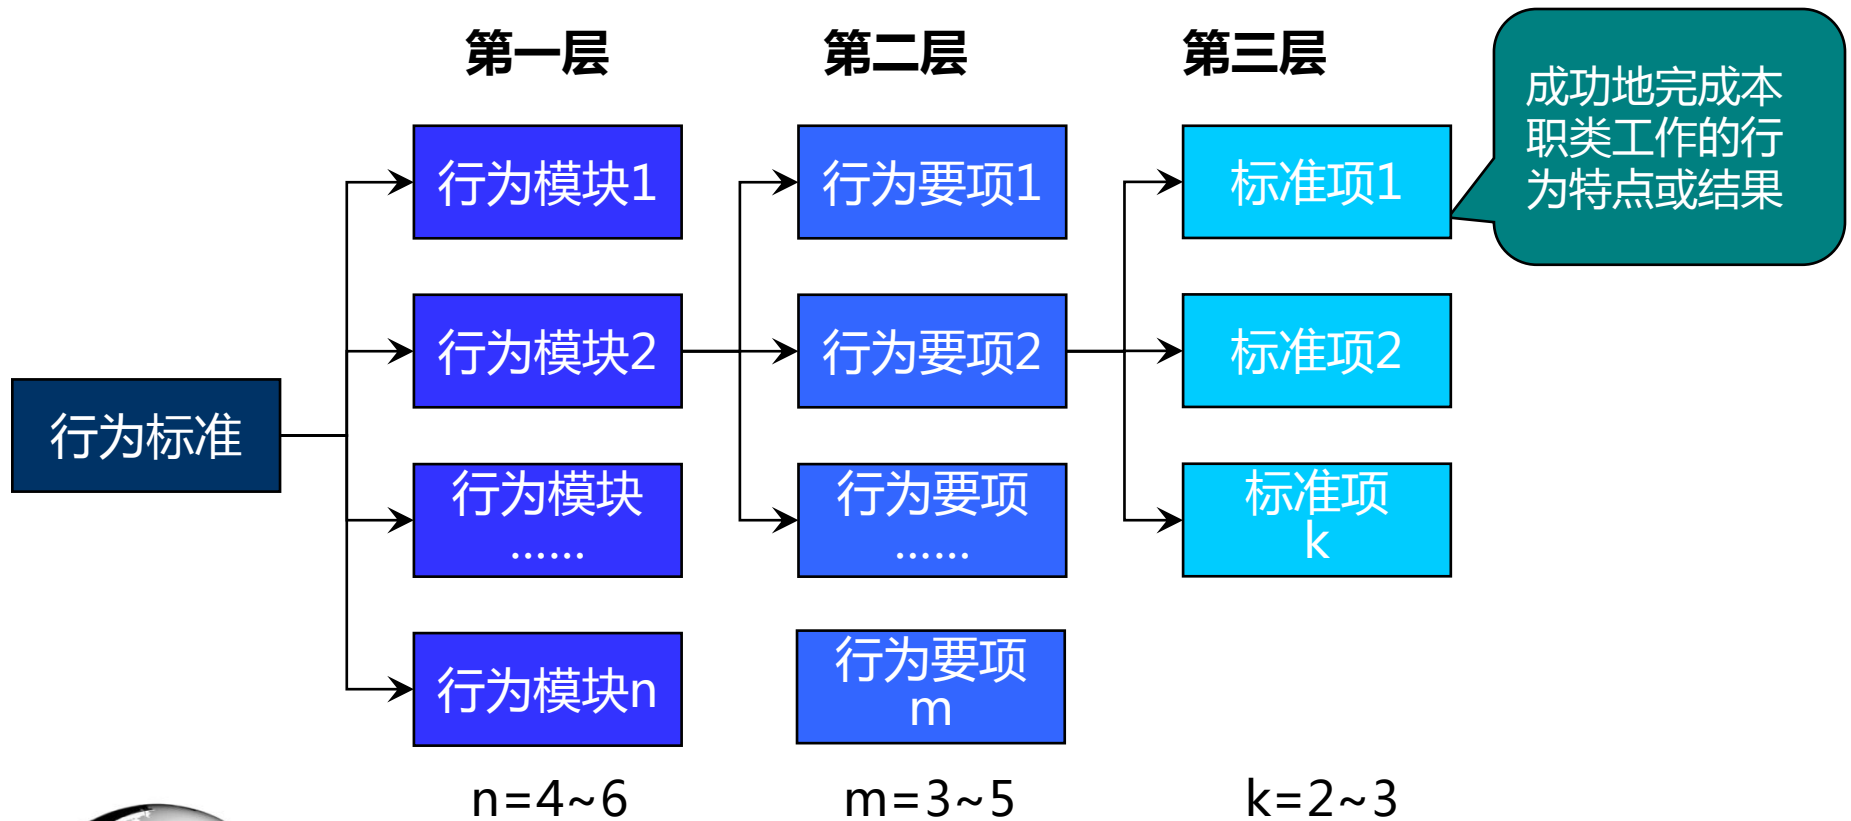 第一层
第二层
第三层
成功地完成本
职类工作的行
为特点或结果
行为模块1
行为要项1
标准项1
行为模块2
行为要项2
标准项2
行为标准
行为模块
……
行为要项
……
标准项
k
行为模块n
行为要项
m
n=4~6
m=3~5
k=2~3